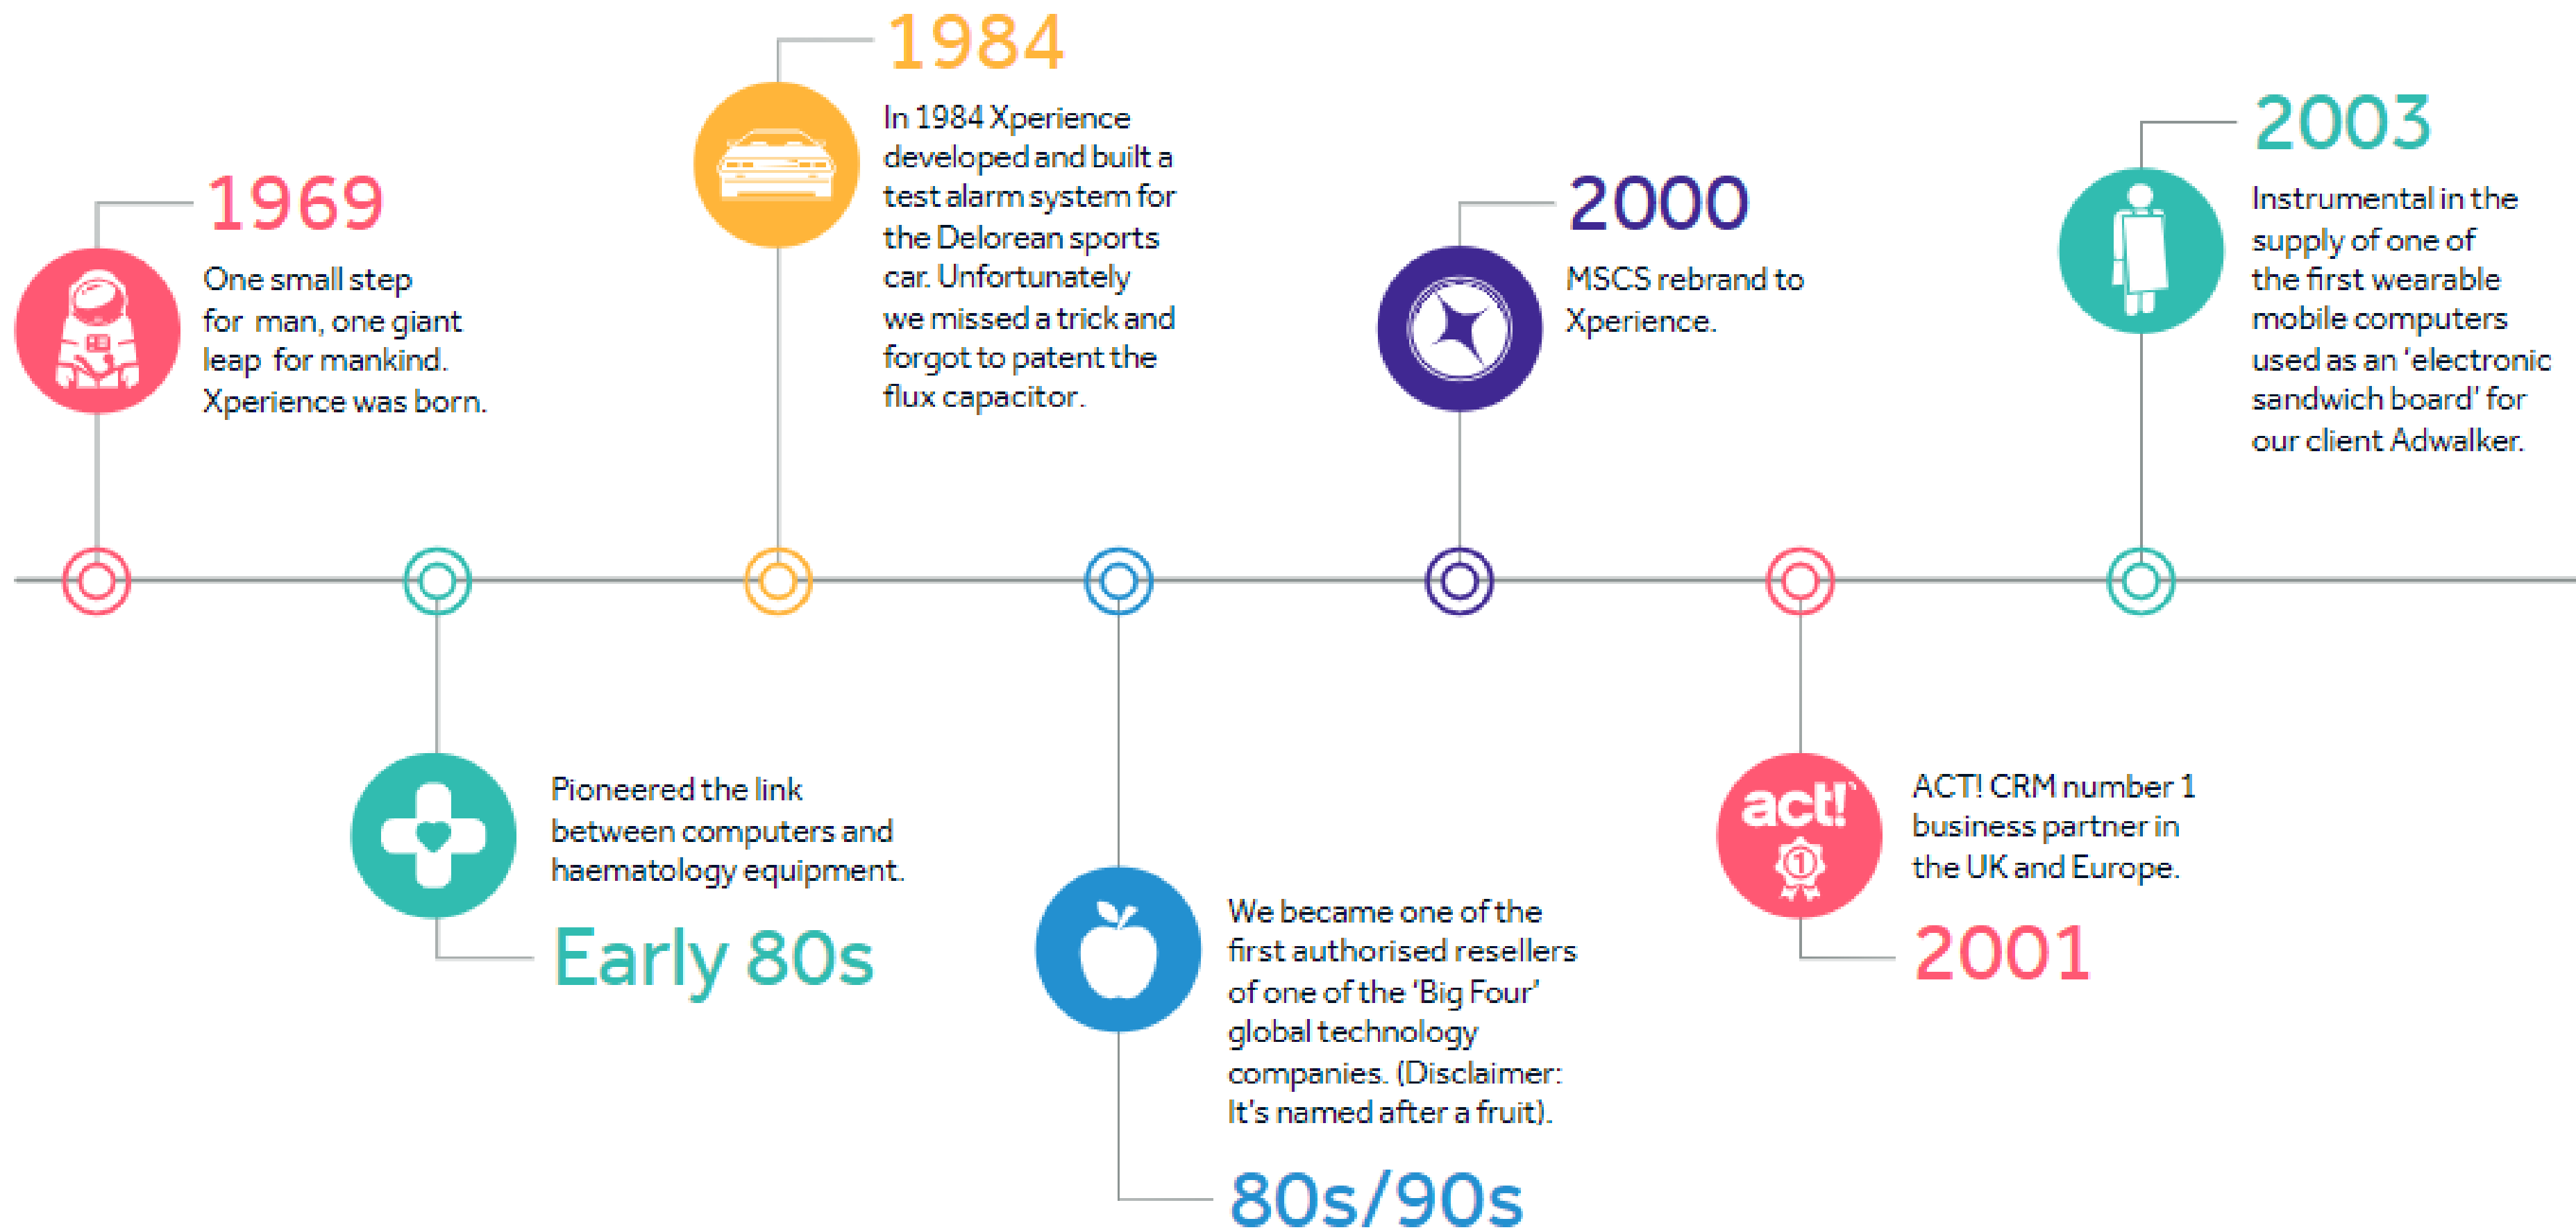 1969
One small step
for man, one giant
leap for mankind.
Xperience was born.
Pioneered the link
between computers and
haematology equipment.
Early 80s
1984
In 1984 Xperience
developed and built a
test alarm system for
the Delorean sports
car. Unfortunately
we missed a trick and
forgot to patent the
flux capacitor.
We became one of the
first authorised resellers
of one of the ‘Big Four’
global technology
companies. (Disclaimer:
It's named after a fruit).
80s/90s
2000
MSCS rebrand to
Xperience.
act!
1
ACT! CRM number 1
business partner in
the UK and Europe.
2001
2003
Instrumental in the
supply of one of
the first wearable
mobile computers
used as an ‘electronic
sandwich board’ for
our client Adwalker.